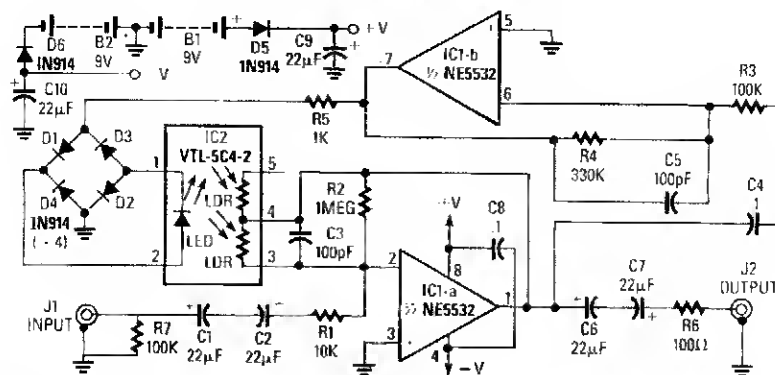 D6
1N914
B2
9V
B1
9V
+
D5
1N914
C9
22µF
+
+V
V
+
C10
22µF
D1
D3
D4
D2
1N914
( - 4)
1
2
IC2
VTL-5C4-2
LDR
LED
LDR
5
4
3
R5
1K
7
IC1-b
½ NE5532
5
6
R3
100K
R4
330K
C5
100pF
C4
.1
R2
1MEG
C3
100pF
+V
C8
.1
8
2
IC1-a
½ NE5532
1
3
4
-V
J1
INPUT
R7
100K
C1
22µF
C2
22µF
R1
10K
C6
22µF
C7
22µF
R6
100Ω
J2
OUTPUT